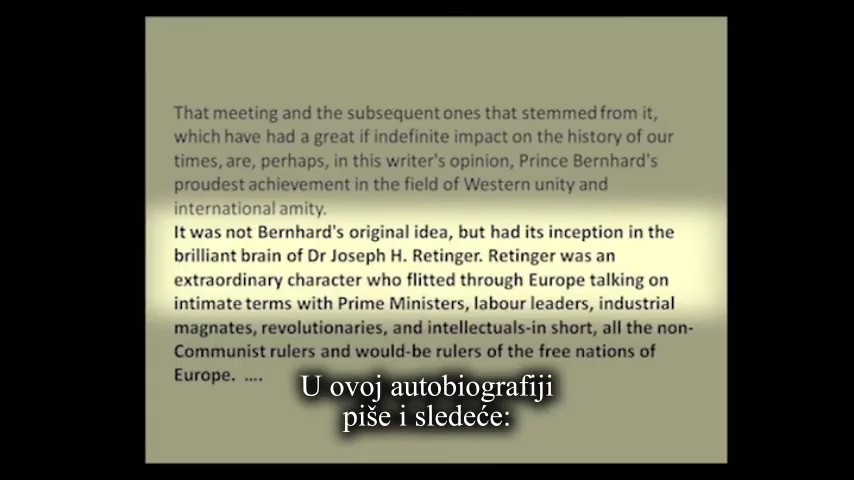 That meeting and the subsequent ones that stemmed from it,
which have had a great if indefinite impact on the history of our
times, are, perhaps, in this writer's opinion, Prince Bernhard's
proudest achievement in the field of Western unity and
international amity.
It was not Bernhard's original idea, but had its inception in the
brilliant brain of Dr Joseph H. Retinger. Retinger was an
extraordinary character who flitted through Europe talking on
intimate terms with Prime Ministers, labour leaders, industrial
magnates, revolutionaries, and intellectuals-in short, all the non-
Communist rulers and would-be rulers of the free nations of
Europe. ....
U ovoj autobiografiji
piše i sledeće: